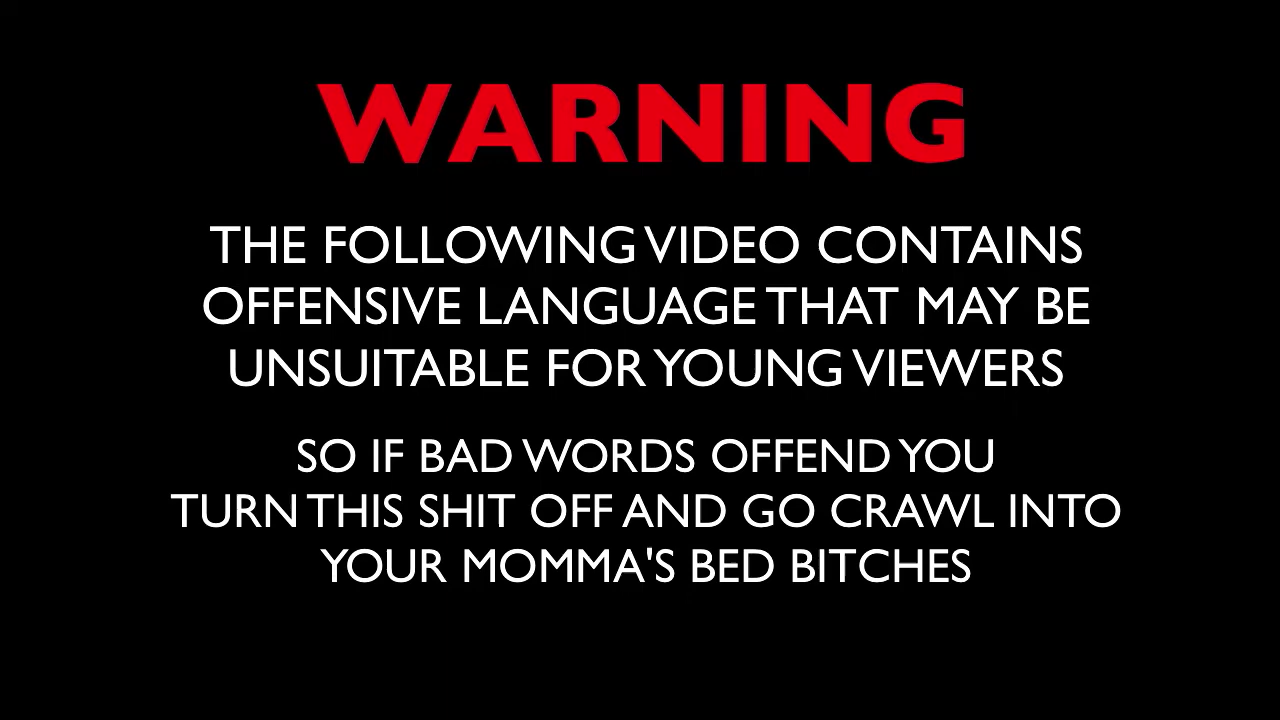 WARNING
THE FOLLOWING VIDEO CONTAINS
OFFENSIVE LANGUAGE THAT MAY BE
UNSUITABLE FOR YOUNG VIEWERS
SO IF BAD WORDS OFFEND YOU
TURN THIS SHIT OFF AND GO CRAWL INTO
YOUR MOMMA'S BED BITCHES